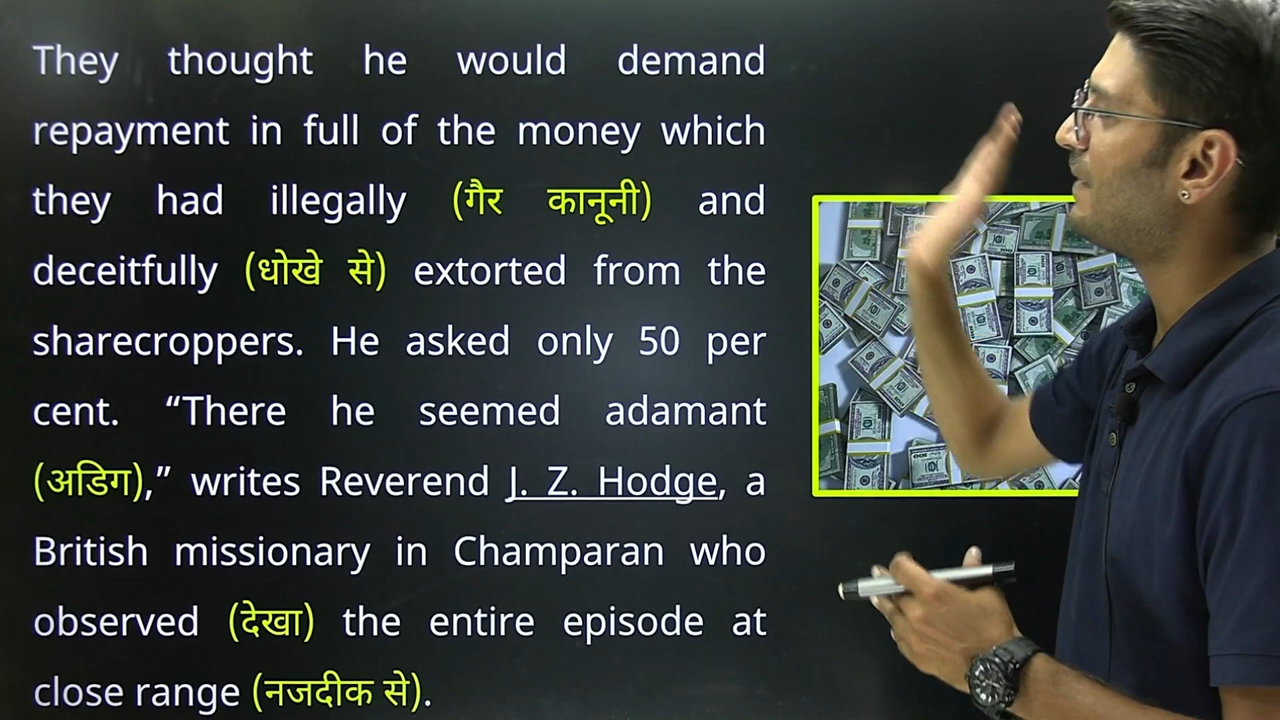 They thought he would demand
repayment in full of the money which
they had illegally (गैर कानूनी) and
deceitfully (धोखे से) extorted from the
sharecroppers. He asked only 50 per
cent. “There he seemed adamant
(अडिग),” writes Reverend J. Z. Hodge, a
British missionary in Champaran who
observed (देखा) the entire episode at
close range (नजदीक से).